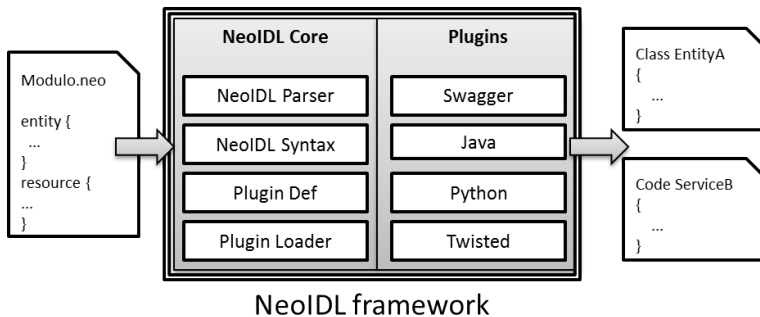 Modulo.neo
entity {
...
}
resource {
...
}
NeoIDL Core
NeoIDL Parser
NeoIDL Syntax
Plugin Def
Plugin Loader
Plugins
Swagger
Java
Python
Twisted
Class EntityA
{
...
}
Code ServiceB
{
...
}
NeoIDL framework